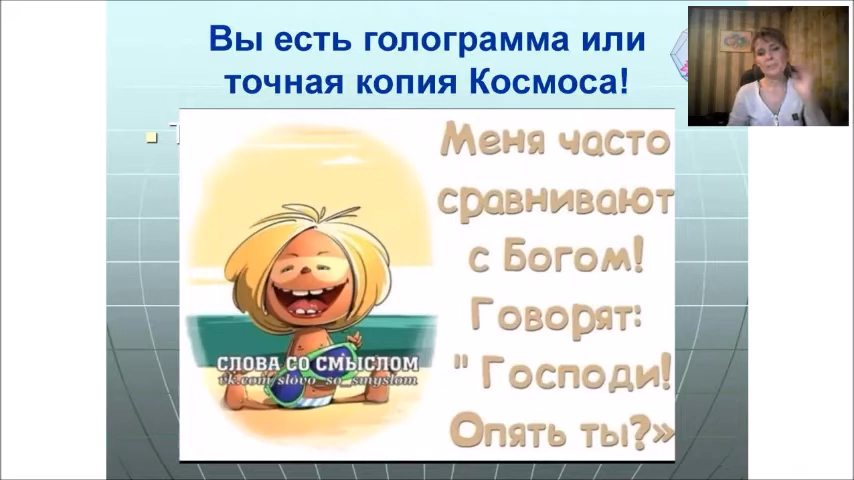 Вы есть голограмма или
точная копия Космоса!
Меня часто
сравнивают
с Богом!
Говорят:
" Господи!
Опять ты?»
СЛОВА СО СМЫСЛОМ
vk.com/slovo_so_smyslom